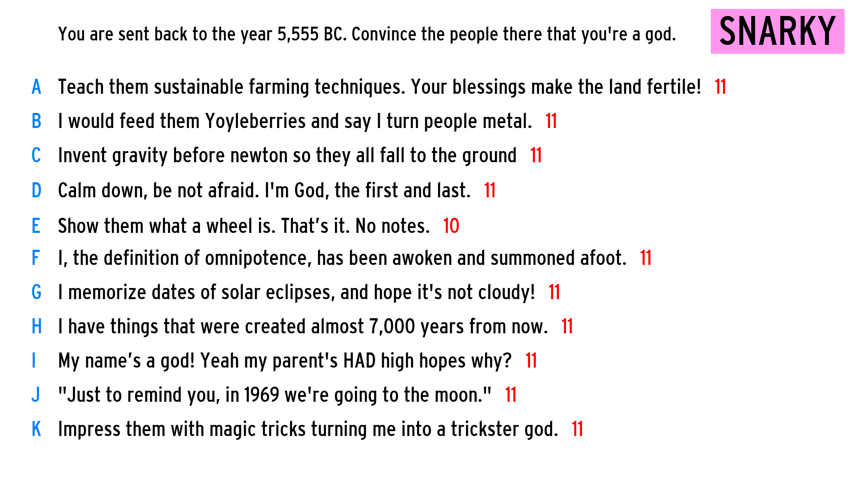 You are sent back to the year 5,555 BC. Convince the people there that you're a god. SNARKY
A Teach them sustainable farming techniques. Your blessings make the land fertile! 11
B I would feed them Yoyleberries and say I turn people metal. 11
C Invent gravity before newton so they all fall to the ground 11
D Calm down, be not afraid. I'm God, the first and last. 11
E Show them what a wheel is. That’s it. No notes. 10
F I, the definition of omnipotence, has been awoken and summoned afoot. 11
G I memorize dates of solar eclipses, and hope it's not cloudy! 11
H I have things that were created almost 7,000 years from now. 11
I My name’s a god! Yeah my parent's HAD high hopes why? 11
J "Just to remind you, in 1969 we're going to the moon." 11
K Impress them with magic tricks turning me into a trickster god. 11